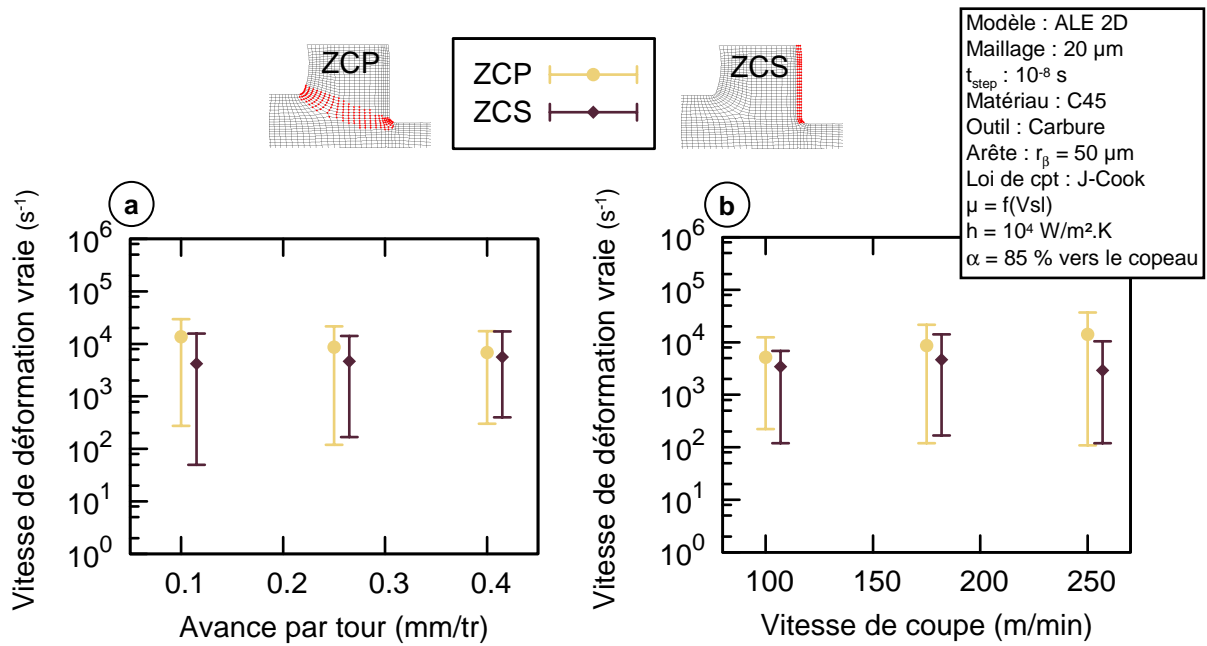 ZCP
ZCP
ZCS
ZCS
Modèle : ALE 2D
Maillage : 20 µm
t_step : 10⁻⁸ s
Matériau : C45
Outil : Carbure
Arête : r_β = 50 µm
Loi de cpt : J-Cook
µ = f(Vsl)
h = 10⁴ W/m².K
α = 85 % vers le copeau
a
Vitesse de déformation vraie (s⁻¹)
10⁶
10⁵
10⁴
10³
10²
10¹
10⁰
0.1
0.2
0.3
0.4
Avance par tour (mm/tr)
b
Vitesse de déformation vraie (s⁻¹)
10⁶
10⁵
10⁴
10³
10²
10¹
10⁰
100
150
200
250
Vitesse de coupe (m/min)